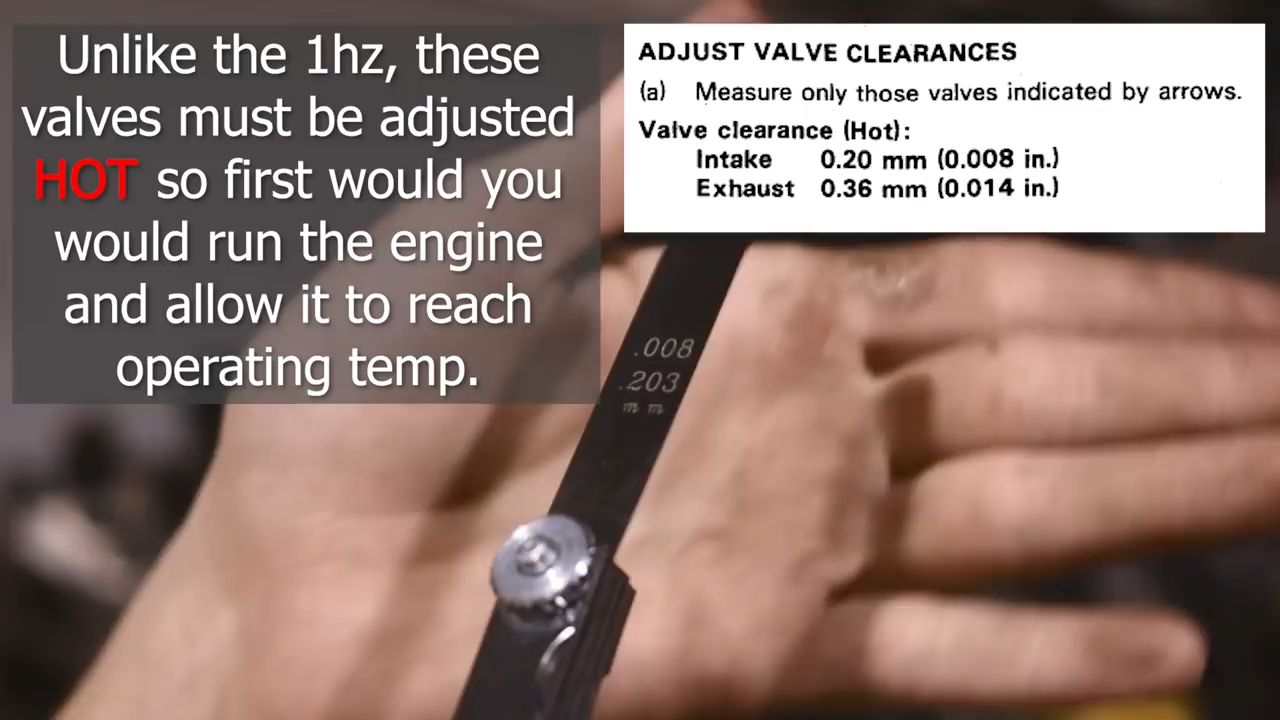 Unlike the 1hz, these
valves must be adjusted
HOT so first would you
would run the engine
and allow it to reach
operating temp.
ADJUST VALVE CLEARANCES
(a) Measure only those valves indicated by arrows.
Valve clearance (Hot):
Intake 0.20 mm (0.008 in.)
Exhaust 0.36 mm (0.014 in.)
.008
.203
mm